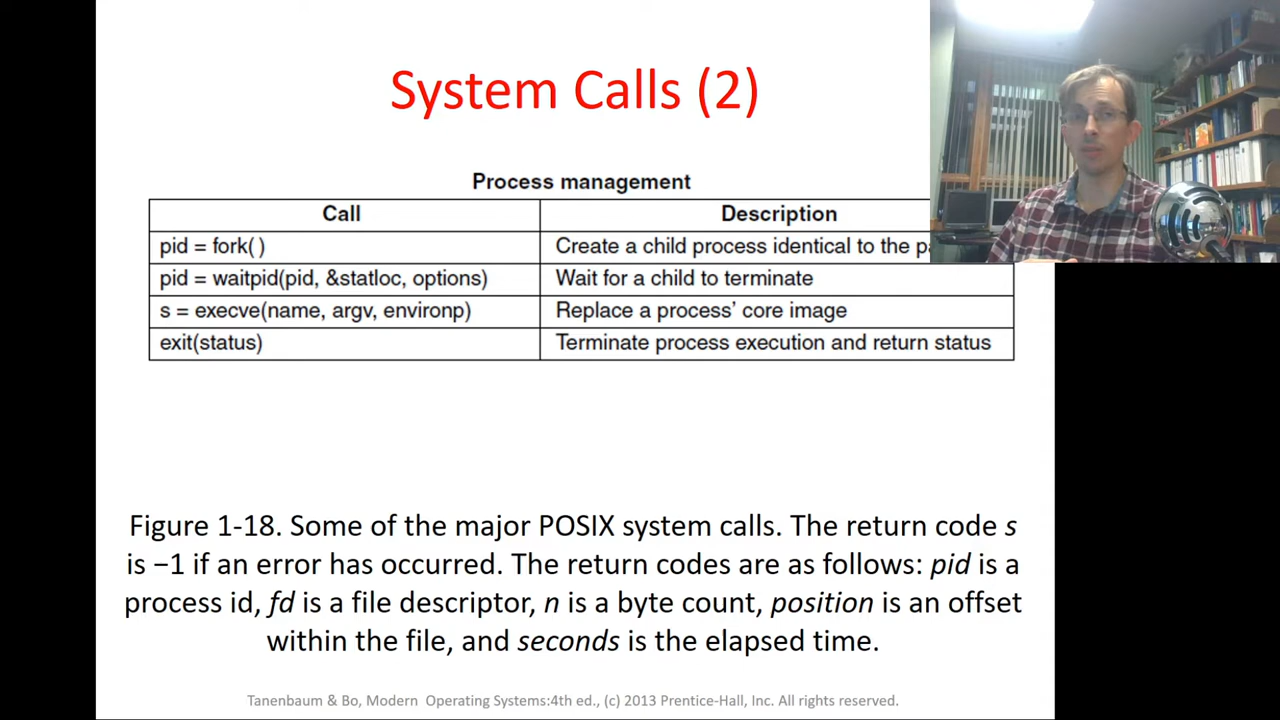 System Calls (2)
Process management
Call Description
pid = fork( ) Create a child process identical to the
pid = waitpid(pid, &statloc, options) Wait for a child to terminate
s = execve(name, argv, environp) Replace a process' core image
exit(status) Terminate process execution and return status
Figure 1-18. Some of the major POSIX system calls. The return code s
is −1 if an error has occurred. The return codes are as follows: pid is a
process id, fd is a file descriptor, n is a byte count, position is an offset
within the file, and seconds is the elapsed time.
Tanenbaum & Bo, Modern Operating Systems:4th ed., (c) 2013 Prentice-Hall, Inc. All rights reserved.